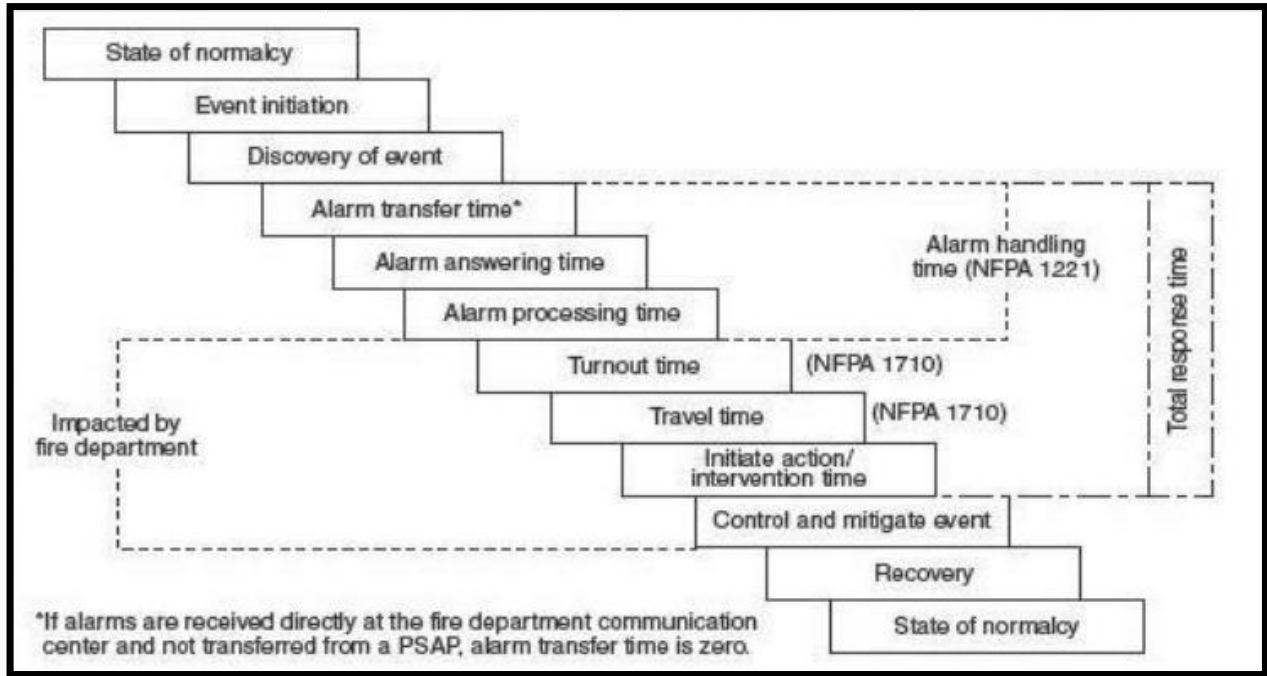 State of normalcy
Event initiation
Discovery of event
Alarm transfer time*
Alarm answering time
Alarm handling
time (NFPA 1221)
Alarm processing time
Turnout time
(NFPA 1710)
Travel time
(NFPA 1710)
Total response time
Impacted by
fire department
Initiate action/
intervention time
Control and mitigate event
Recovery
State of normalcy
*If alarms are received directly at the fire department communication
center and not transferred from a PSAP, alarm transfer time is zero.